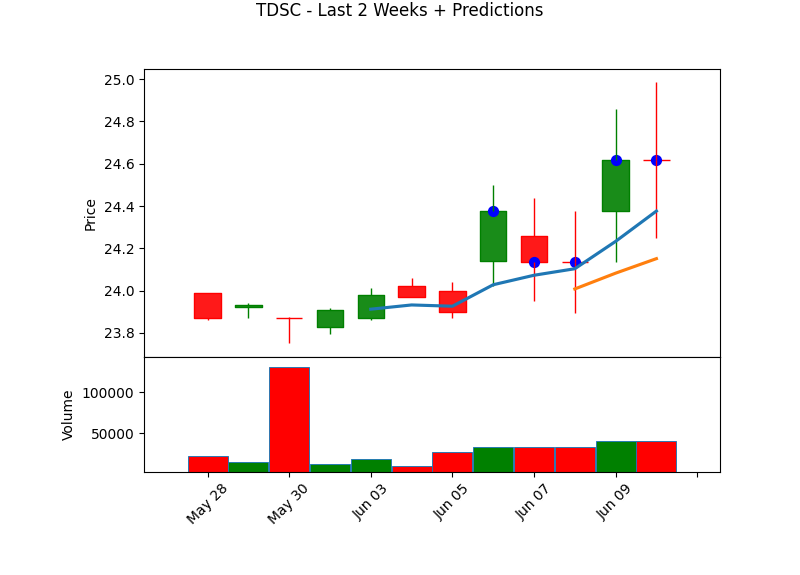 TDSC - Last 2 Weeks + Predictions
25.0
24.8
24.6
24.4
24.2
24.0
23.8
Price
100000
50000
Volume
May 28
May 30
Jun 03
Jun 05
Jun 07
Jun 09